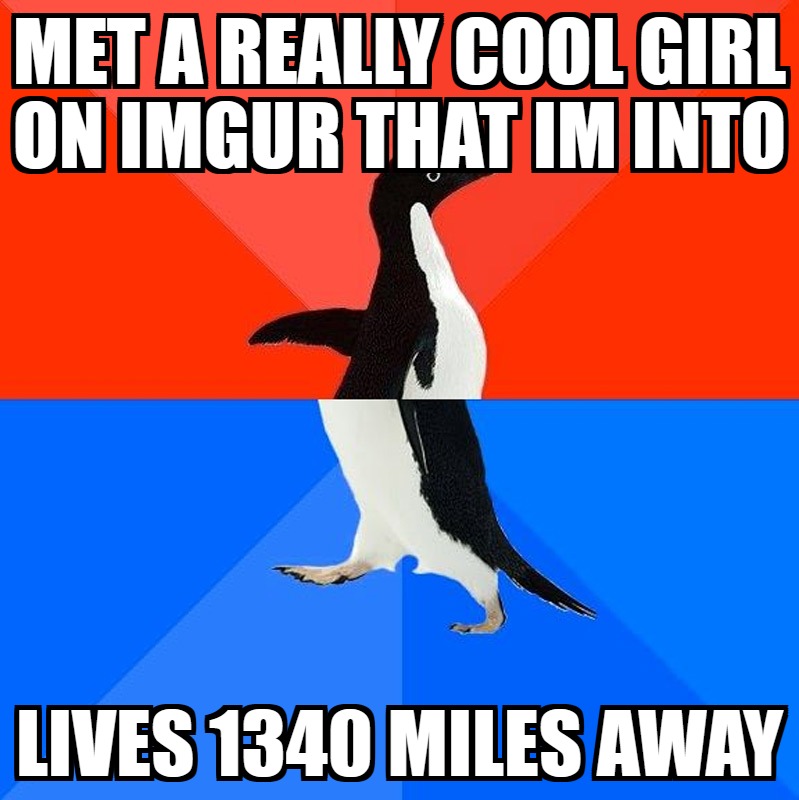 MET A REALLY COOL GIRL
ON IMGUR THAT IM INTO
LIVES 1340 MILES AWAY